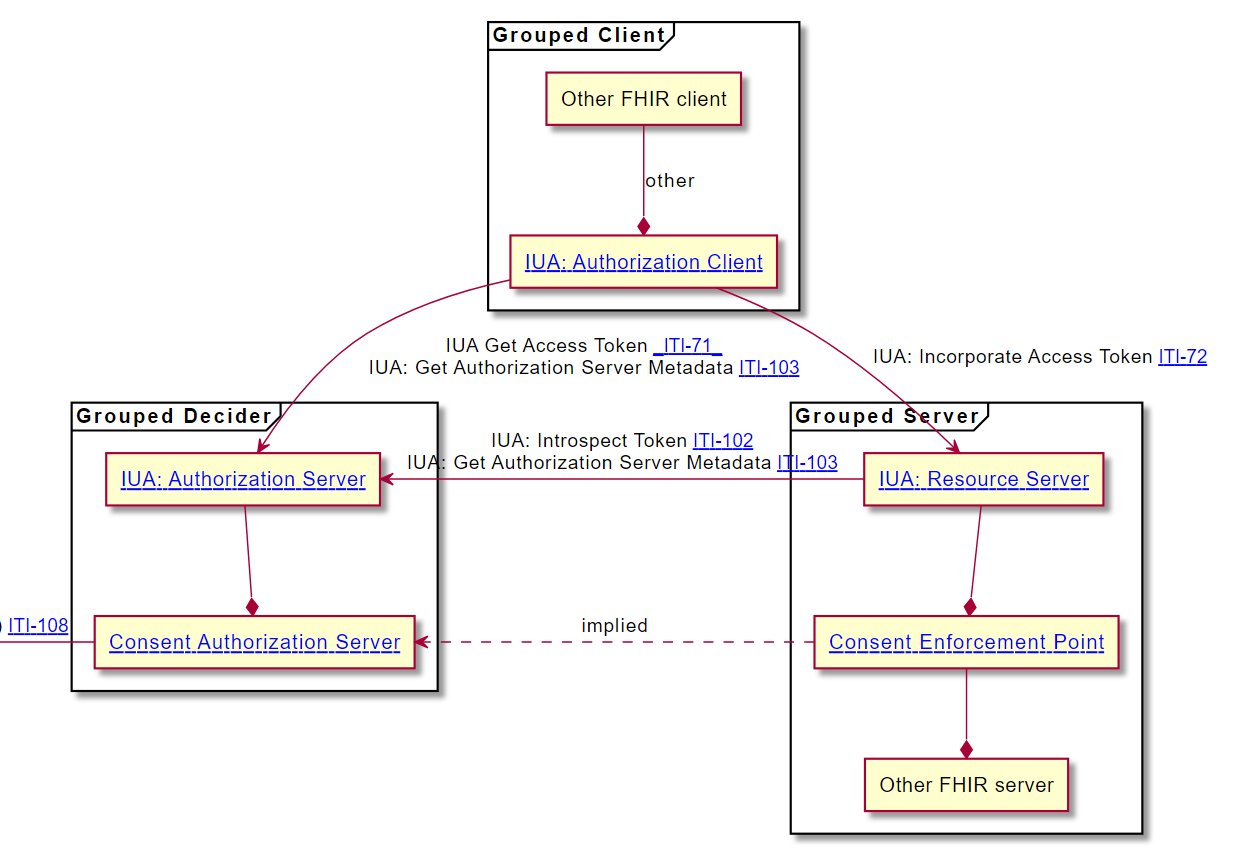 Grouped Client
Other FHIR client
other
IUA: Authorization Client
IUA Get Access Token _ITI-71_
IUA: Get Authorization Server Metadata ITI-103
IUA: Incorporate Access Token ITI-72
Grouped Decider
Grouped Server
IUA: Introspect Token ITI-102
IUA: Get Authorization Server Metadata ITI-103
IUA: Authorization Server
IUA: Resource Server
) ITI-108
Consent Authorization Server
implied
Consent Enforcement Point
Other FHIR server